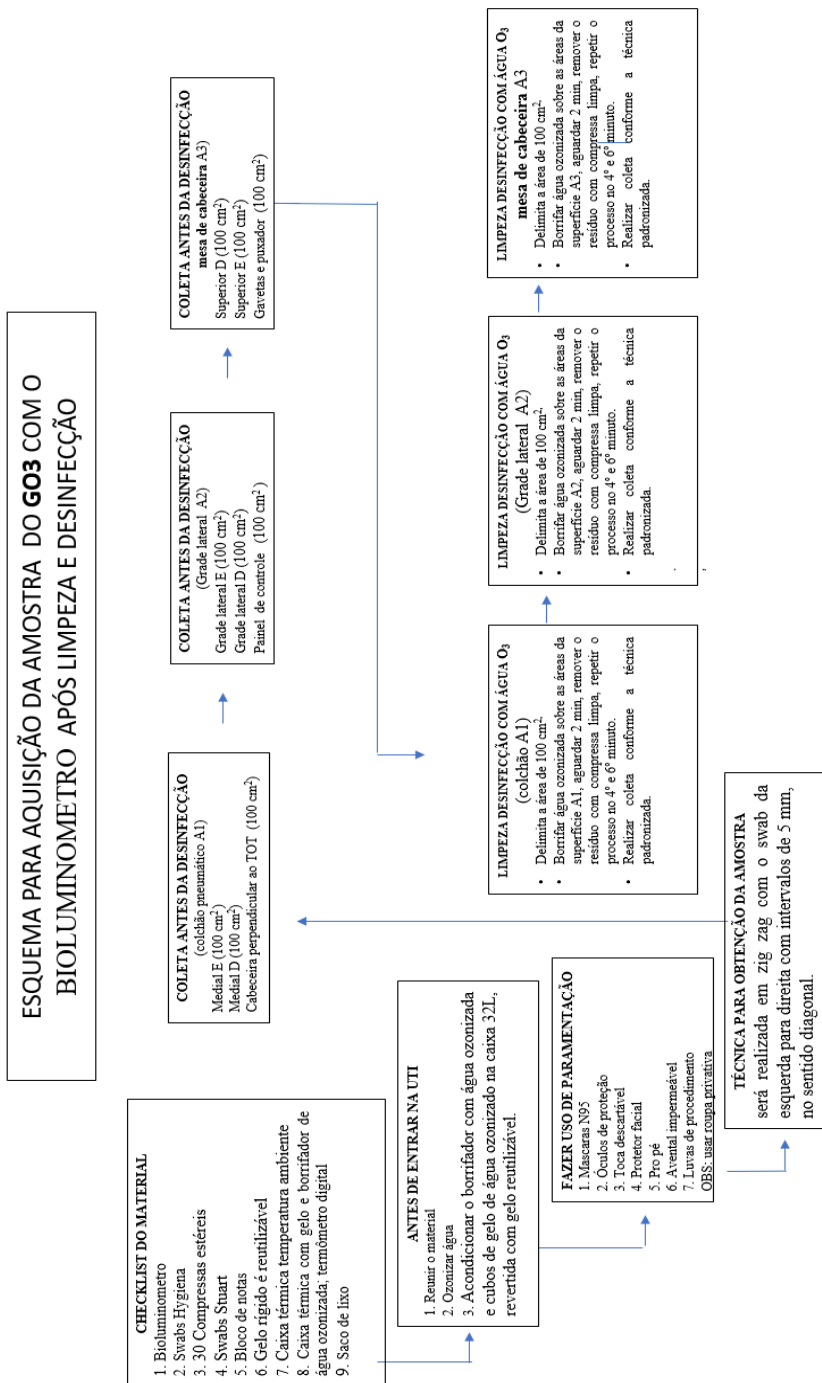 ESQUEMA PARA AQUISIÇÃO DA AMOSTRA DO GO3 COM O
BIOLUMINOMETRO APÓS LIMPEZA E DESINFECÇÃO
CHECKLIST DO MATERIAL
1. Bioluminometro
2. Swabs Hygiena
3. 30 Compressas estéreis
4. Swabs Stuart
5. Bloco de notas
6. Gelo rígido é reutilizável
7. Caixa térmica temperatura ambiente
8. Caixa térmica com gelo e borrifador de
água ozonizada; termômetro digital
9. Saco de lixo
ANTES DE ENTRAR NA UTI
1. Reunir o material
2. Ozonizar água
3. Acondicionar o borrifador com água ozonizada
e cubos de gelo de água ozonizado na caixa 32L,
revertida com gelo reutilizável.
FAZER USO DE PARAMENTAÇÃO
1. Mascaras N95
2. Óculos de proteção
3. Toca descartável
4. Protetor facial
5. Pro pé
6. Avental impermeável
7. Luvas de procedimento
OBS: usar roupa privativa
TÉCNICA PARA OBTENÇÃO DA AMOSTRA
será realizada em zig zag com o swab da
esquerda para direita com intervalos de 5 mm,
no sentido diagonal.
COLETA ANTES DA DESINFECÇÃO
(colchão pneumático A1)
Medial E (100 cm²)
Medial D (100 cm²)
Cabeceira perpendicular ao TOT (100 cm²)
COLETA ANTES DA DESINFECÇÃO
(Grade lateral A2)
Grade lateral E (100 cm²)
Grade lateral D (100 cm²)
Painel de controle (100 cm²)
COLETA ANTES DA DESINFECÇÃO
mesa de cabeceira A3)
Superior D (100 cm²)
Superior E (100 cm²)
Gavetas e puxador (100 cm²)
LIMPEZA DESINFECÇÃO COM ÁGUA O₃
(colchão A1)
• Delimita a área de 100 cm²
• Borrifar água ozonizada sobre as áreas da
superfície A1, aguardar 2 min, remover o
resíduo com compressa limpa, repetir o
processo no 4º e 6º minuto.
• Realizar coleta conforme a técnica
padronizada.
LIMPEZA DESINFECÇÃO COM ÁGUA O₃
(Grade lateral A2)
• Delimita a área de 100 cm²
• Borrifar água ozonizada sobre as áreas da
superfície A2, aguardar 2 min, remover o
resíduo com compressa limpa, repetir o
processo no 4º e 6º minuto.
• Realizar coleta conforme a técnica
padronizada.
LIMPEZA DESINFECÇÃO COM ÁGUA O₃
mesa de cabeceira A3
• Delimita a área de 100 cm²
• Borrifar água ozonizada sobre as áreas da
superfície A3, aguardar 2 min, remover o
resíduo com compressa limpa, repetir o
processo no 4º e 6º minuto.
• Realizar coleta conforme a técnica
padronizada.